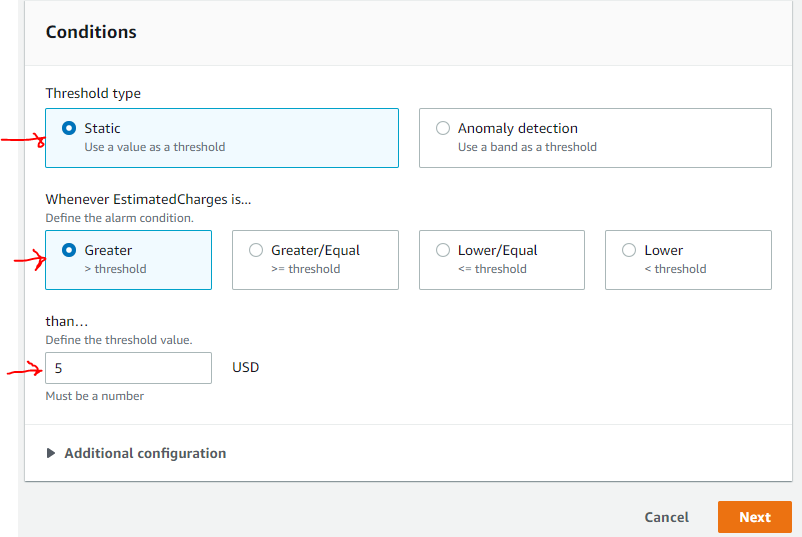 Conditions
Threshold type
Static
Use a value as a threshold
Anomaly detection
Use a band as a threshold
Whenever EstimatedCharges is...
Define the alarm condition.
Greater
> threshold
Greater/Equal
>= threshold
Lower/Equal
<= threshold
Lower
< threshold
than...
Define the threshold value.
5
USD
Must be a number
Additional configuration
Cancel
Next